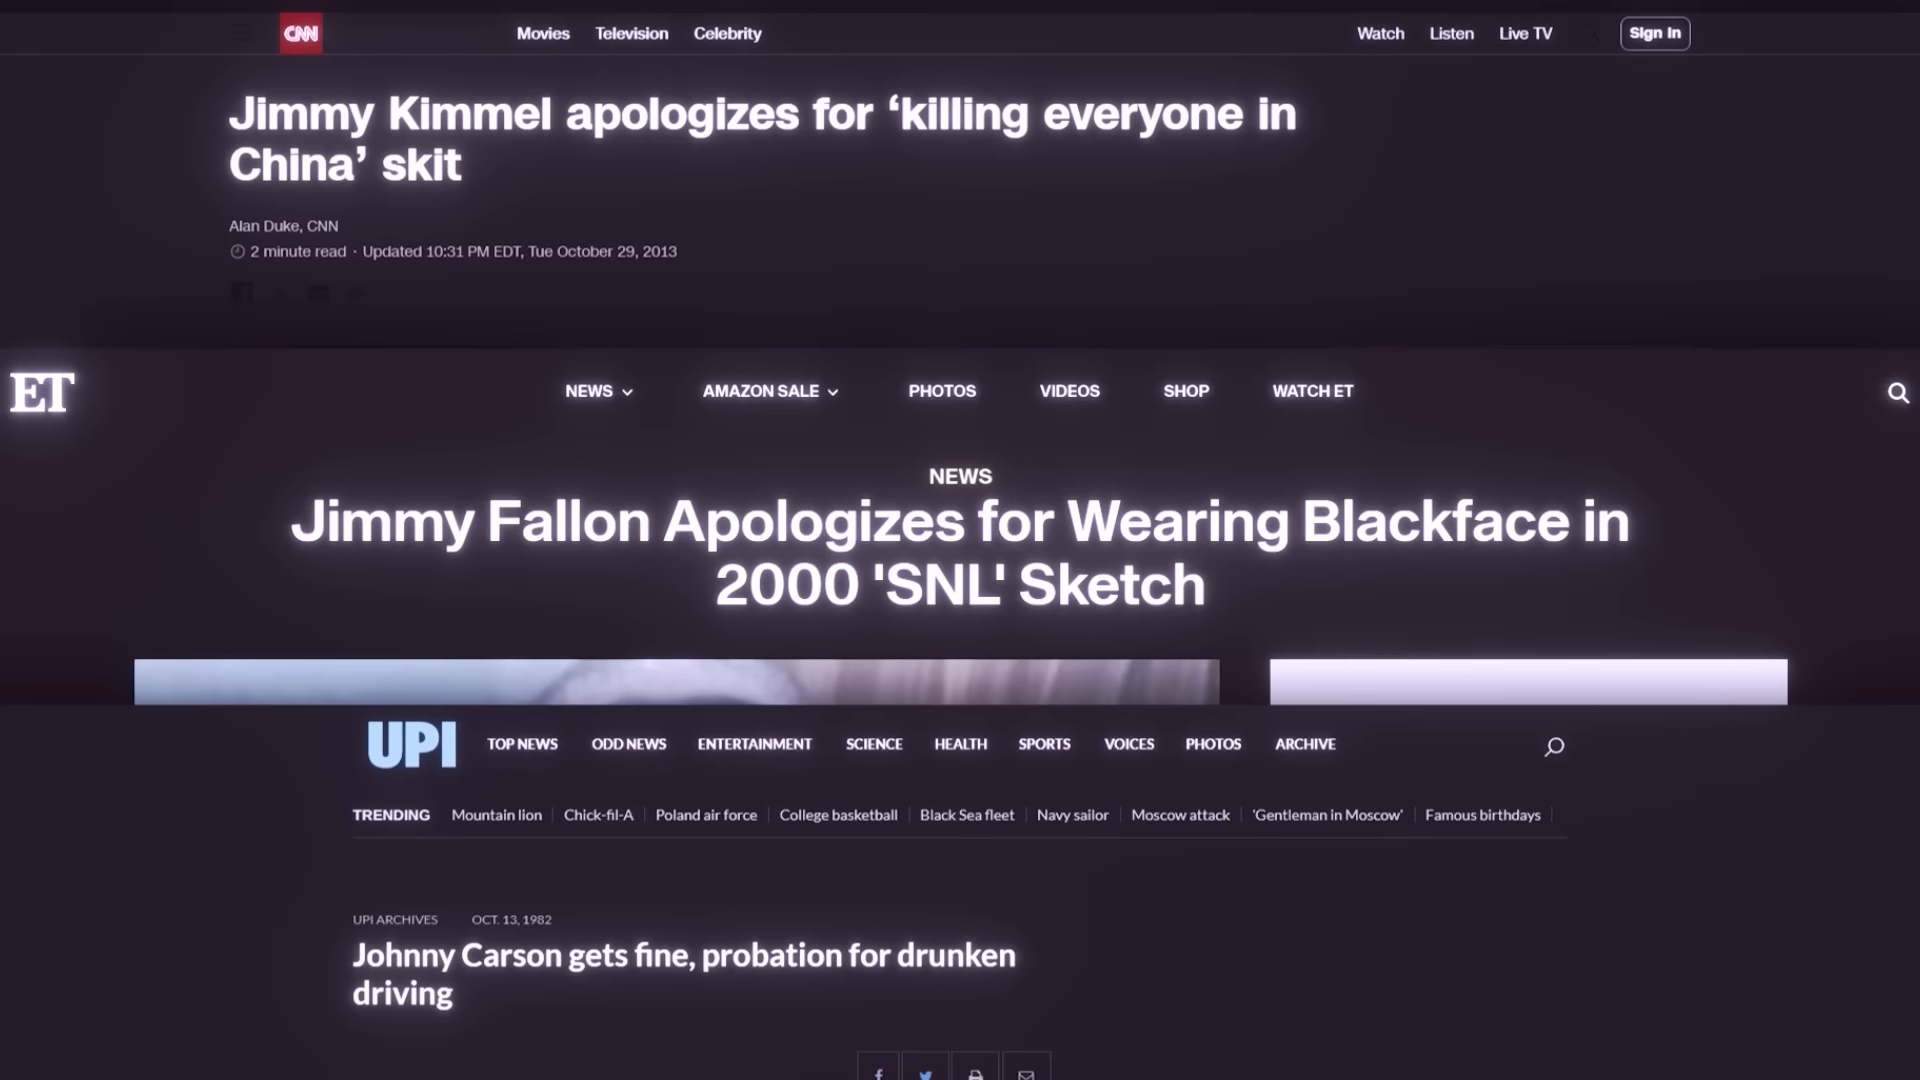 CNN
Movies Television Celebrity
Watch Listen Live TV Sign In
Jimmy Kimmel apologizes for ‘killing everyone in
China’ skit
Alan Duke, CNN
2 minute read · Updated 10:31 PM EDT, Tue October 29, 2013
ET
NEWS AMAZON SALE PHOTOS VIDEOS SHOP WATCH ET
NEWS
Jimmy Fallon Apologizes for Wearing Blackface in
2000 'SNL' Sketch
UPI
TOP NEWS ODD NEWS ENTERTAINMENT SCIENCE HEALTH SPORTS VOICES PHOTOS ARCHIVE
TRENDING Mountain lion Chick-fil-A Poland air force College basketball Black Sea fleet Navy sailor Moscow attack 'Gentleman in Moscow' Famous birthdays
UPI ARCHIVES OCT. 13, 1982
Johnny Carson gets fine, probation for drunken
driving